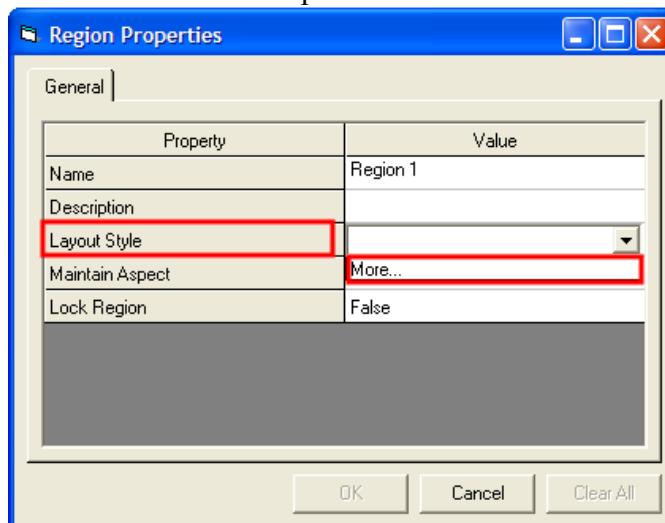 Region Properties
General
Property Value
Name Region 1
Description
Layout Style
Maintain Aspect More...
Lock Region False
OK Cancel Clear All